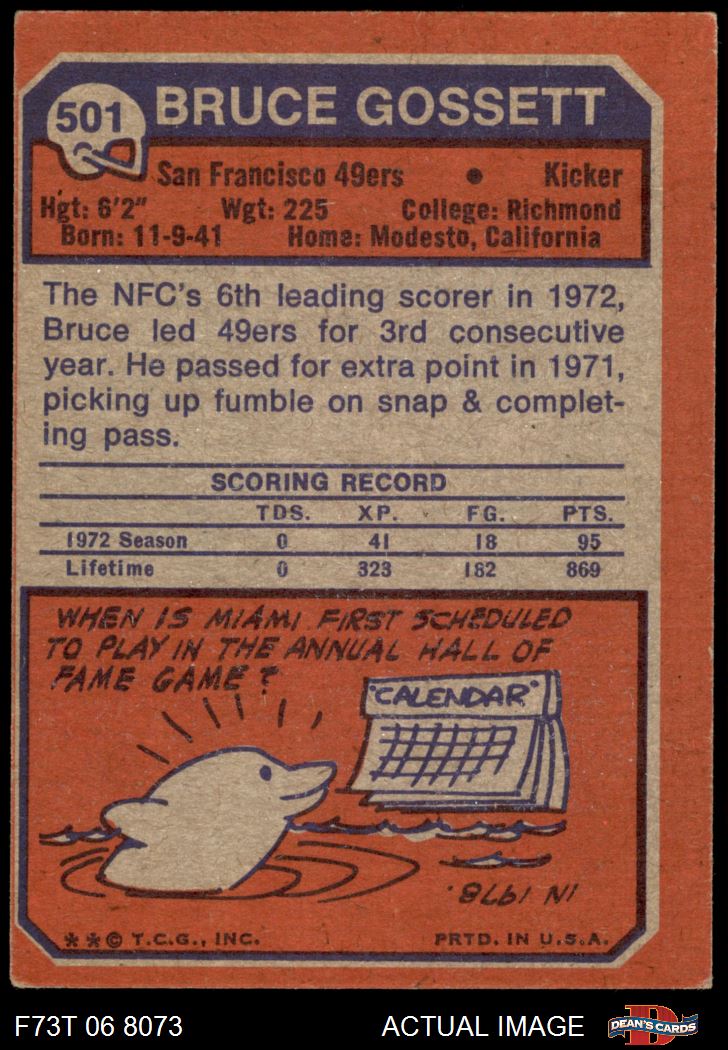 501 BRUCE GOSSETT
San Francisco 49ers • Kicker
Hgt: 6'2" Wgt: 225 College: Richmond
Born: 11-9-41 Home: Modesto, California
The NFC's 6th leading scorer in 1972,
Bruce led 49ers for 3rd consecutive
year. He passed for extra point in 1971,
picking up fumble on snap & complet-
ing pass.
SCORING RECORD
TDS. XP. FG. PTS.
1972 Season 0 41 18 95
Lifetime 0 323 182 869
WHEN IS MIAMI FIRST SCHEDULED
TO PLAY IN THE ANNUAL HALL OF
FAME GAME?
"CALENDAR"
IN 1978.
** © T.C.G., INC. PRTD. IN U.S.A.
F73T 06 8073 ACTUAL IMAGE D DEAN'S CARDS